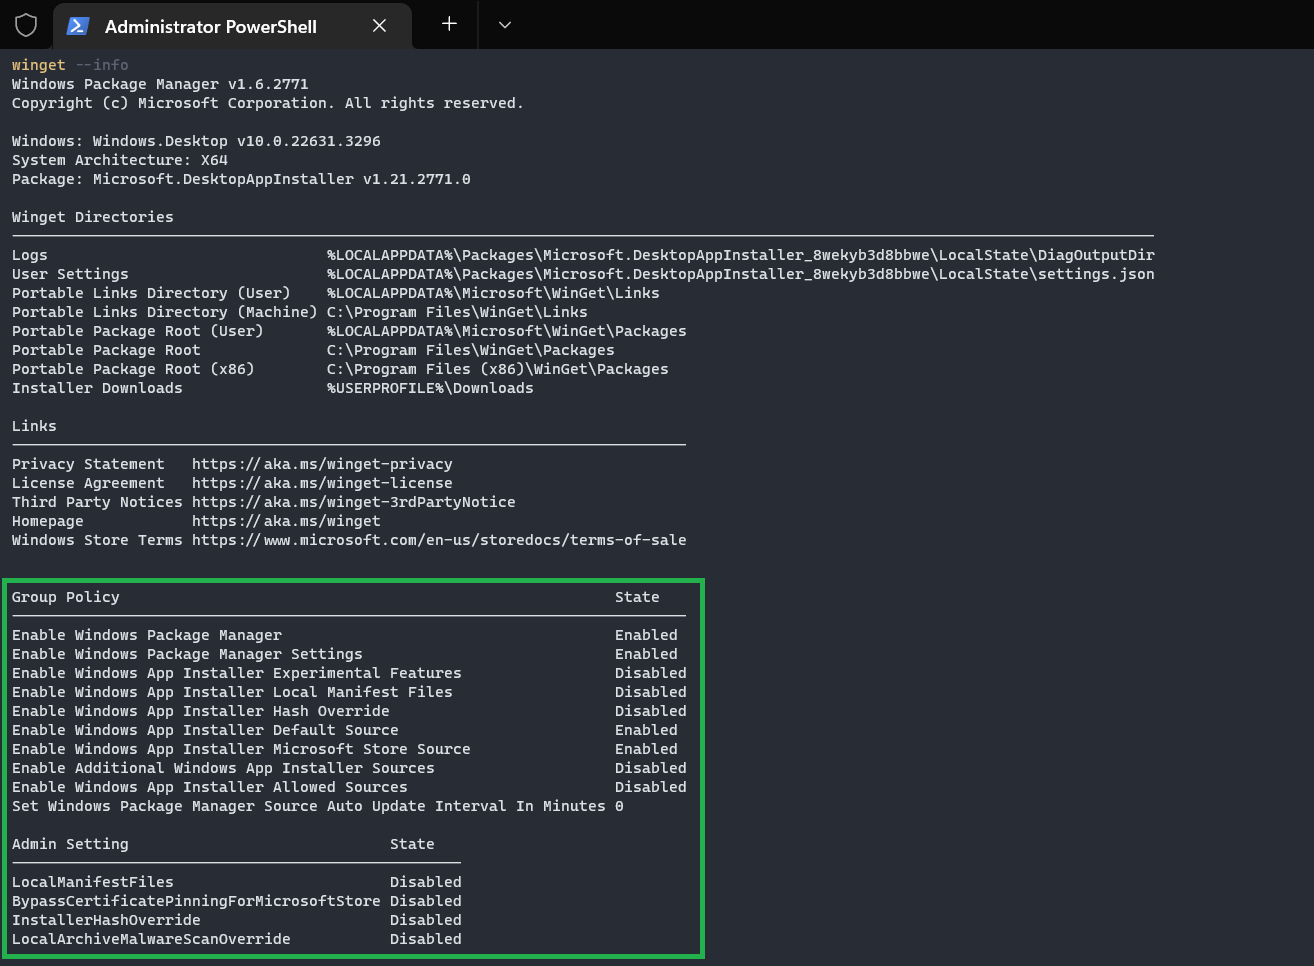 Administrator PowerShell
winget --info
Windows Package Manager v1.6.2771
Copyright (c) Microsoft Corporation. All rights reserved.
Windows: Windows.Desktop v10.0.22631.3296
System Architecture: X64
Package: Microsoft.DesktopAppInstaller v1.21.2771.0
Winget Directories
Logs %LOCALAPPDATA%\Packages\Microsoft.DesktopAppInstaller_8wekyb3d8bbwe\LocalState\DiagOutputDir
User Settings %LOCALAPPDATA%\Packages\Microsoft.DesktopAppInstaller_8wekyb3d8bbwe\LocalState\settings.json
Portable Links Directory (User) %LOCALAPPDATA%\Microsoft\WinGet\Links
Portable Links Directory (Machine) C:\Program Files\WinGet\Links
Portable Package Root (User) %LOCALAPPDATA%\Microsoft\WinGet\Packages
Portable Package Root C:\Program Files\WinGet\Packages
Portable Package Root (x86) C:\Program Files (x86)\WinGet\Packages
Installer Downloads %USERPROFILE%\Downloads
Links
Privacy Statement https://aka.ms/winget-privacy
License Agreement https://aka.ms/winget-license
Third Party Notices https://aka.ms/winget-3rdPartyNotice
Homepage https://aka.ms/winget
Windows Store Terms https://www.microsoft.com/en-us/storedocs/terms-of-sale
Group Policy State
Enable Windows Package Manager Enabled
Enable Windows Package Manager Settings Enabled
Enable Windows App Installer Experimental Features Disabled
Enable Windows App Installer Local Manifest Files Disabled
Enable Windows App Installer Hash Override Disabled
Enable Windows App Installer Default Source Enabled
Enable Windows App Installer Microsoft Store Source Enabled
Enable Additional Windows App Installer Sources Disabled
Enable Windows App Installer Allowed Sources Disabled
Set Windows Package Manager Source Auto Update Interval In Minutes 0
Admin Setting State
LocalManifestFiles Disabled
BypassCertificatePinningForMicrosoftStore Disabled
InstallerHashOverride Disabled
LocalArchiveMalwareScanOverride Disabled